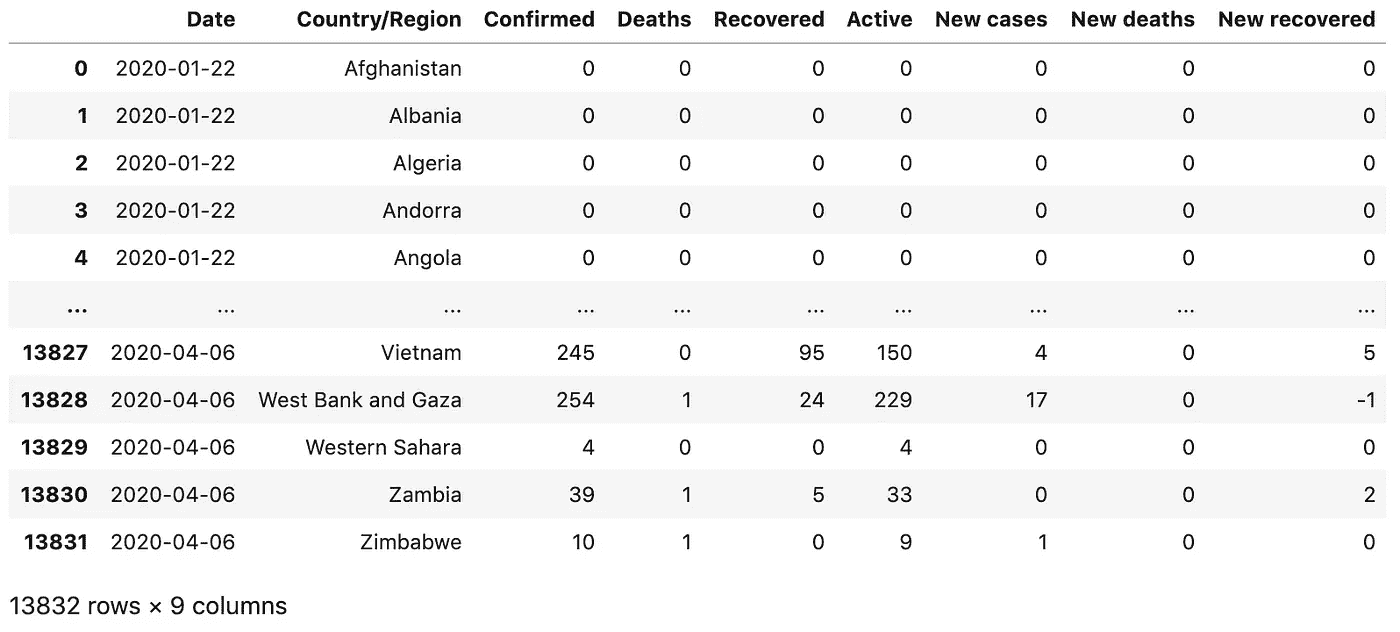 Date Country/Region Confirmed Deaths Recovered Active New cases New deaths New recovered
0 2020-01-22 Afghanistan 0 0 0 0 0 0 0
1 2020-01-22 Albania 0 0 0 0 0 0 0
2 2020-01-22 Algeria 0 0 0 0 0 0 0
3 2020-01-22 Andorra 0 0 0 0 0 0 0
4 2020-01-22 Angola 0 0 0 0 0 0 0
... ... ... ... ... ... ... ... ... ...
13827 2020-04-06 Vietnam 245 0 95 150 4 0 5
13828 2020-04-06 West Bank and Gaza 254 1 24 229 17 0 -1
13829 2020-04-06 Western Sahara 4 0 0 4 0 0 0
13830 2020-04-06 Zambia 39 1 5 33 0 0 2
13831 2020-04-06 Zimbabwe 10 1 0 9 1 0 0
13832 rows × 9 columns